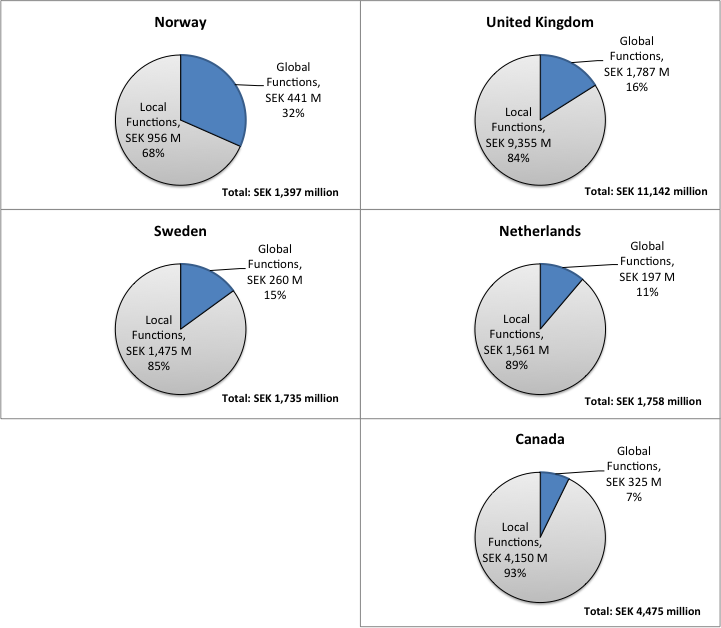 Norway
Global
Functions,
SEK 441 M
32%
Local
Functions,
SEK 956 M
68%
Total: SEK 1,397 million
United Kingdom
Global
Functions,
SEK 1,787 M
16%
Local
Functions,
SEK 9,355 M
84%
Total: SEK 11,142 million
Sweden
Global
Functions,
SEK 260 M
15%
Local
Functions,
SEK 1,475 M
85%
Total: SEK 1,735 million
Netherlands
Global
Functions,
SEK 197 M
11%
Local
Functions,
SEK 1,561 M
89%
Total: SEK 1,758 million
Canada
Global
Functions,
SEK 325 M
7%
Local
Functions,
SEK 4,150 M
93%
Total: SEK 4,475 million